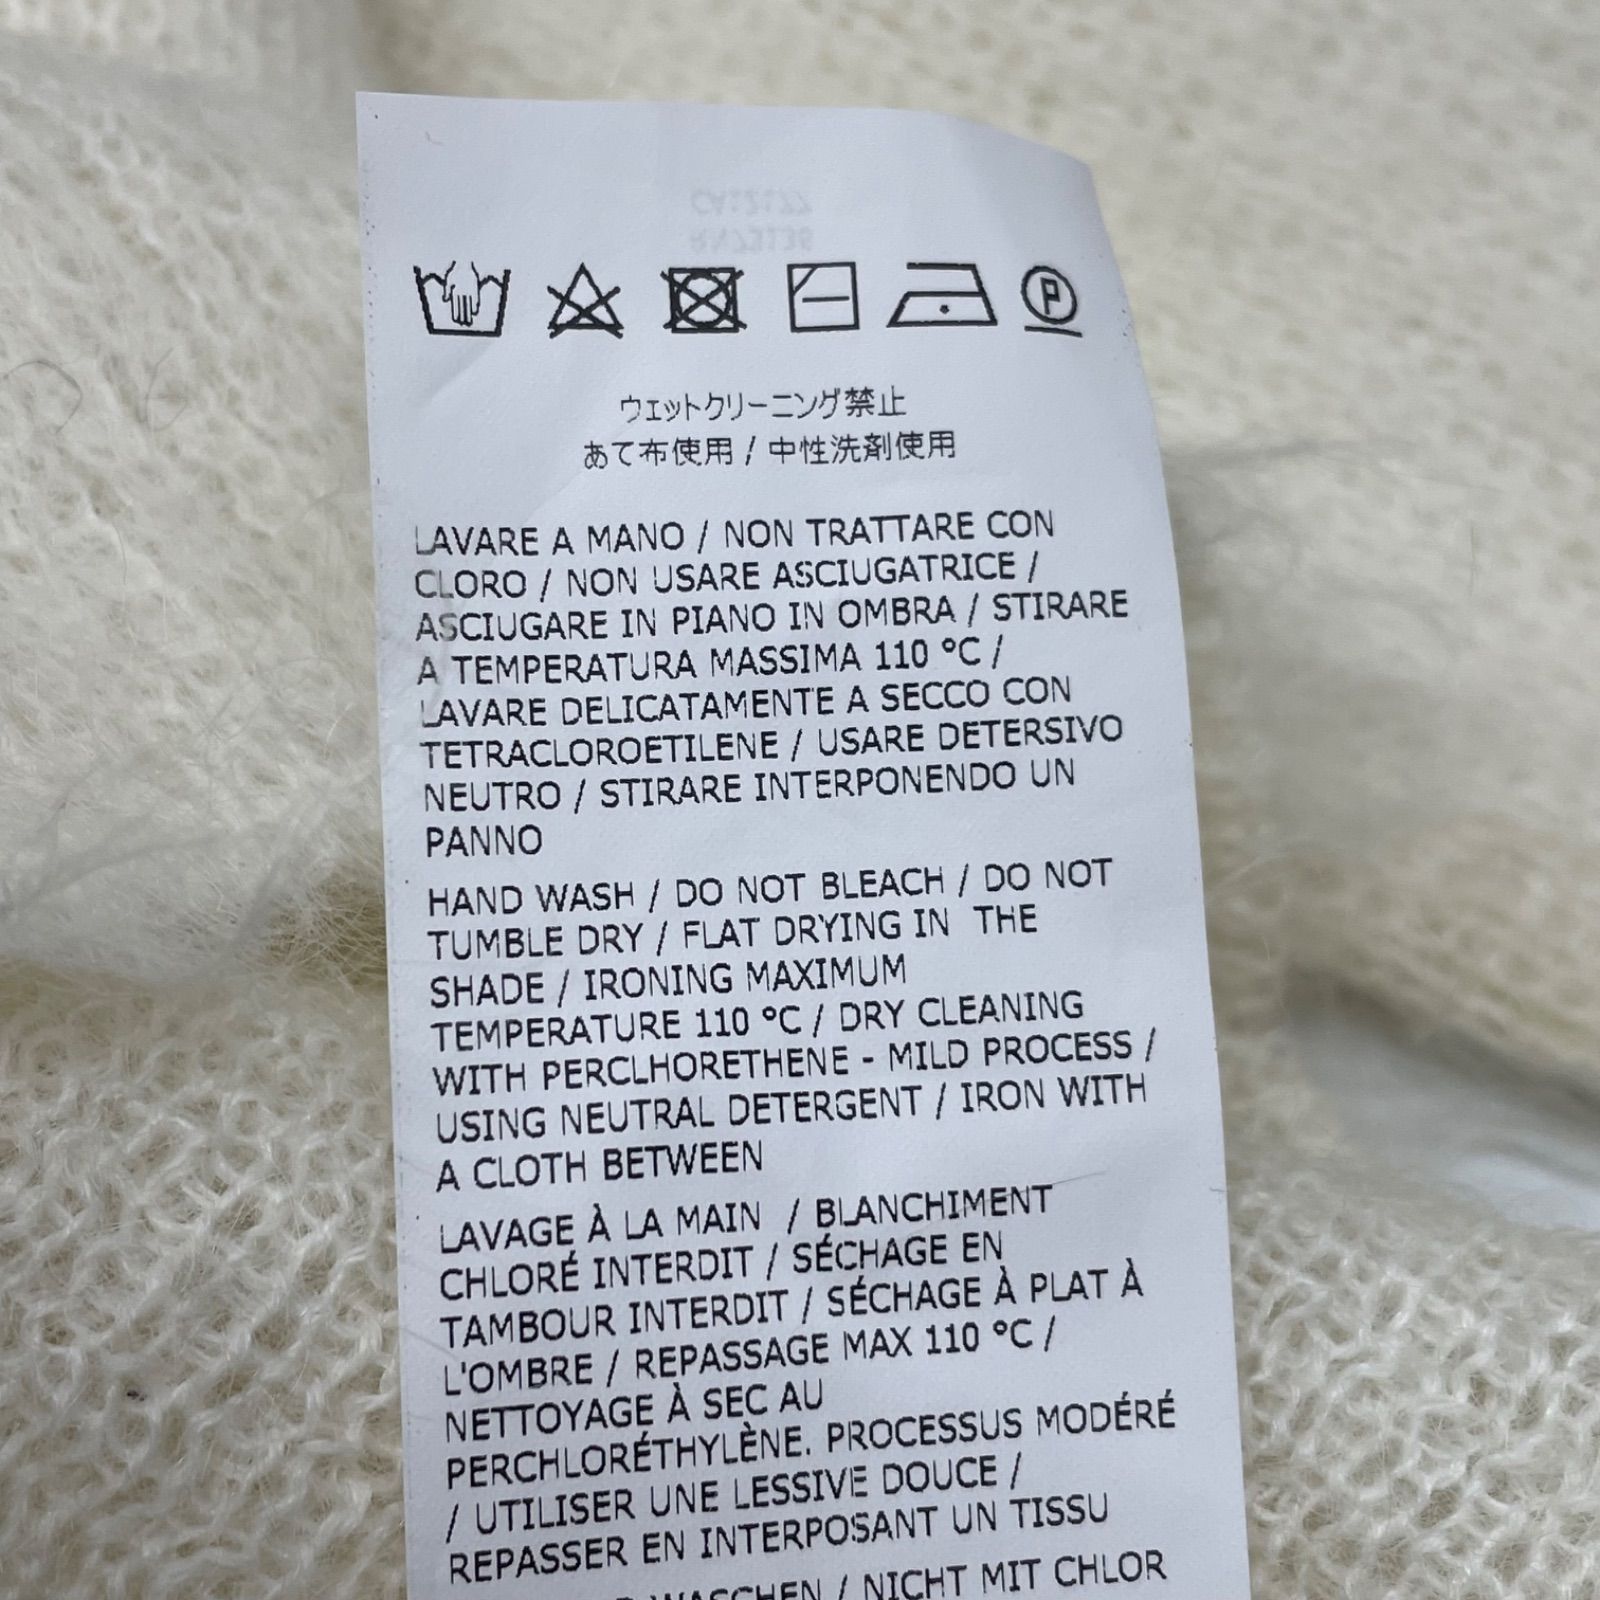 ウェットクリーニング禁止
あて布使用 / 中性洗剤使用
LAVARE A MANO / NON TRATTARE CON
CLORO / NON USARE ASCIUGATRICE /
ASCIUGARE IN PIANO IN OMBRA / STIRARE
A TEMPERATURA MASSIMA 110 °C /
LAVARE DELICATAMENTE A SECCO CON
TETRACLOROETILENE / USARE DETERSIVO
NEUTRO / STIRARE INTERPONENDO UN
PANNO
HAND WASH / DO NOT BLEACH / DO NOT
TUMBLE DRY / FLAT DRYING IN THE
SHADE / IRONING MAXIMUM
TEMPERATURE 110 °C / DRY CLEANING
WITH PERCLHORETHENE - MILD PROCESS /
USING NEUTRAL DETERGENT / IRON WITH
A CLOTH BETWEEN
LAVAGE À LA MAIN / BLANCHIMENT
CHLORÉ INTERDIT / SÉCHAGE EN
TAMBOUR INTERDIT / SÉCHAGE À PLAT À
L'OMBRE / REPASSAGE MAX 110 °C /
NETTOYAGE À SEC AU
PERCHLORÉTHYLÈNE. PROCESSUS MODÉRÉ
/ UTILISER UNE LESSIVE DOUCE /
REPASSER EN INTERPOSANT UN TISSU
WASCHEN / NICHT MIT CHLOR